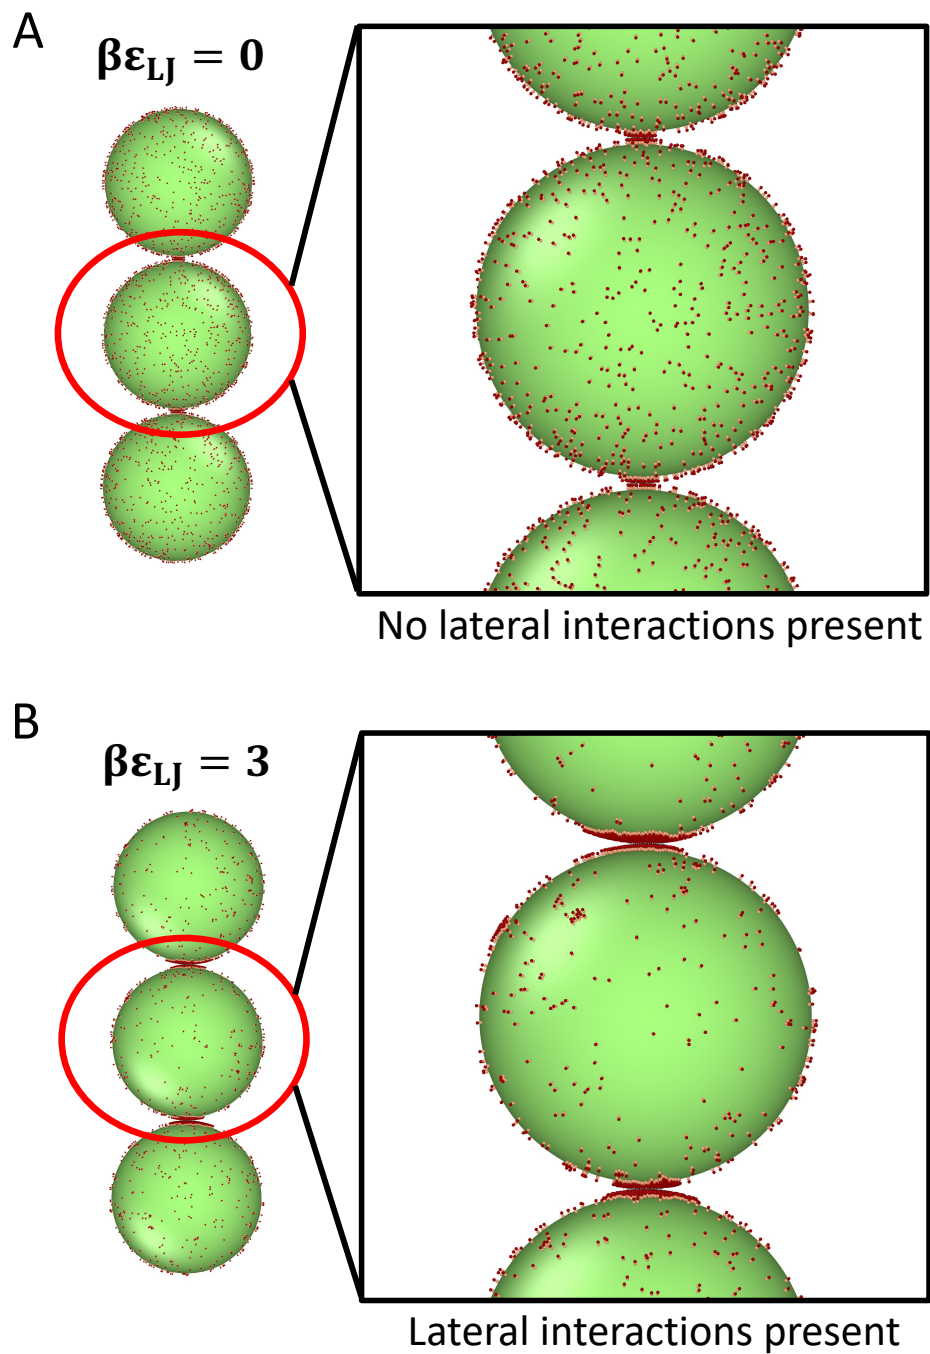 A
βε_LJ = 0
No lateral interactions present
B
βε_LJ = 3
Lateral interactions present